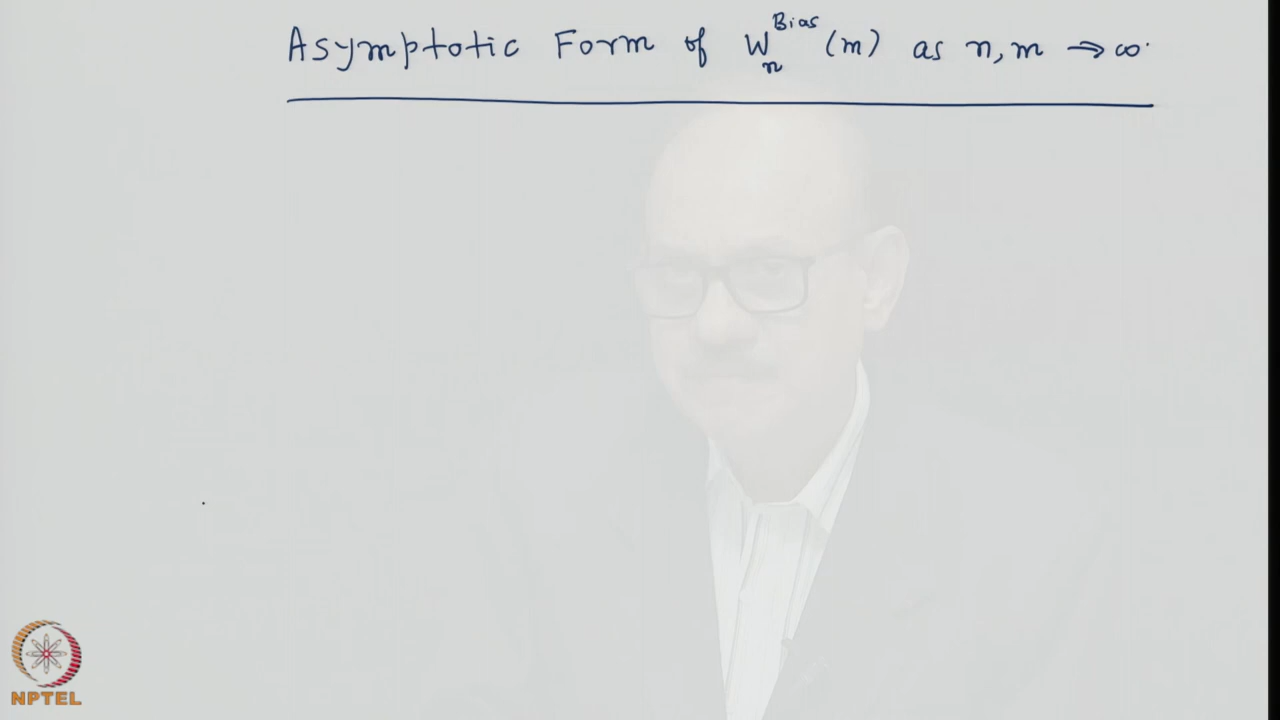 Asymptotic Form of W_n^Bias (m) as n, m → ∞
NPTEL